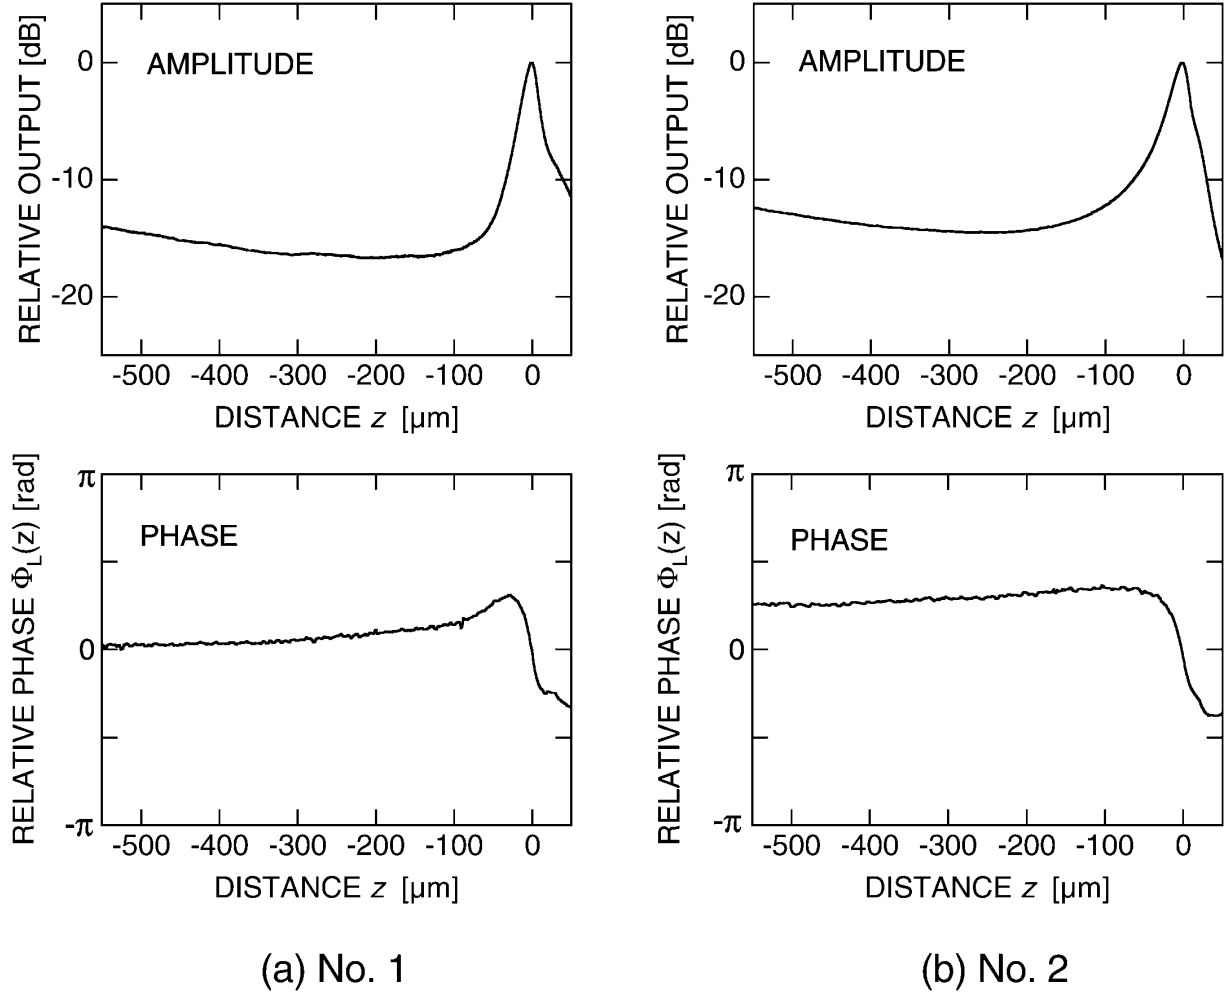 RELATIVE OUTPUT [dB]
0
-10
-20
AMPLITUDE
-500 -400 -300 -200 -100 0
DISTANCE z [µm]
RELATIVE OUTPUT [dB]
0
-10
-20
AMPLITUDE
-500 -400 -300 -200 -100 0
DISTANCE z [µm]
RELATIVE PHASE ΦL(z) [rad]
π
0
-π
PHASE
-500 -400 -300 -200 -100 0
DISTANCE z [µm]
RELATIVE PHASE ΦL(z) [rad]
π
0
-π
PHASE
-500 -400 -300 -200 -100 0
DISTANCE z [µm]
(a) No. 1
(b) No. 2